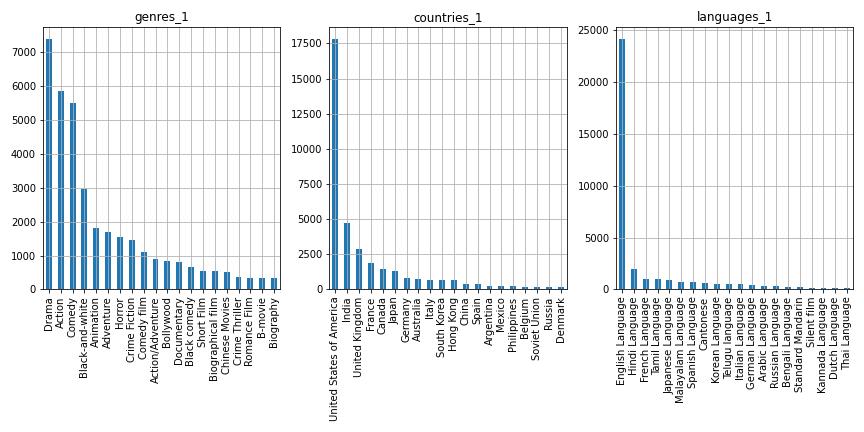 genres_1
7000
6000
5000
4000
3000
2000
1000
0
Drama
Action
Comedy
Black-and-white
Animation
Adventure
Horror
Crime Fiction
Comedy film
Action/Adventure
Bollywood
Documentary
Black comedy
Short Film
Biographical film
Chinese Movies
Crime Thriller
Romance Film
B-movie
Biography
countries_1
17500
15000
12500
10000
7500
5000
2500
0
United States of America
India
United Kingdom
France
Canada
Japan
Germany
Australia
Italy
South Korea
Hong Kong
China
Spain
Argentina
Mexico
Philippines
Belgium
Soviet Union
Russia
Denmark
languages_1
25000
20000
15000
10000
5000
0
English Language
Hindi Language
French Language
Tamil Language
Japanese Language
Malayalam Language
Spanish Language
Cantonese
Korean Language
Telugu language
Italian Language
German Language
Arabic Language
Russian Language
Bengali Language
Standard Mandarin
Silent film
Kannada Language
Dutch Language
Thai Language